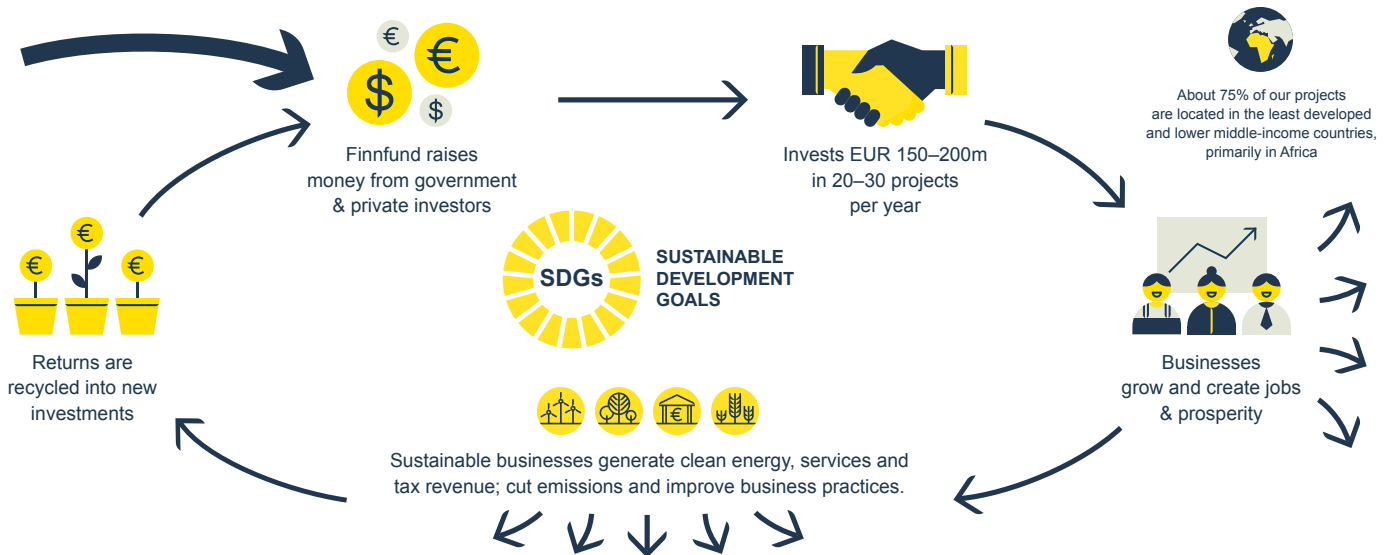 €
€
$
$
Finnfund raises
money from government
& private investors
Invests EUR 150–200m
in 20–30 projects
per year
About 75% of our projects
are located in the least developed
and lower middle-income countries,
primarily in Africa
SDGs
SUSTAINABLE
DEVELOPMENT
GOALS
Businesses
grow and create jobs
& prosperity
€
Sustainable businesses generate clean energy, services and
tax revenue; cut emissions and improve business practices.
€
€
€
Returns are
recycled into new
investments